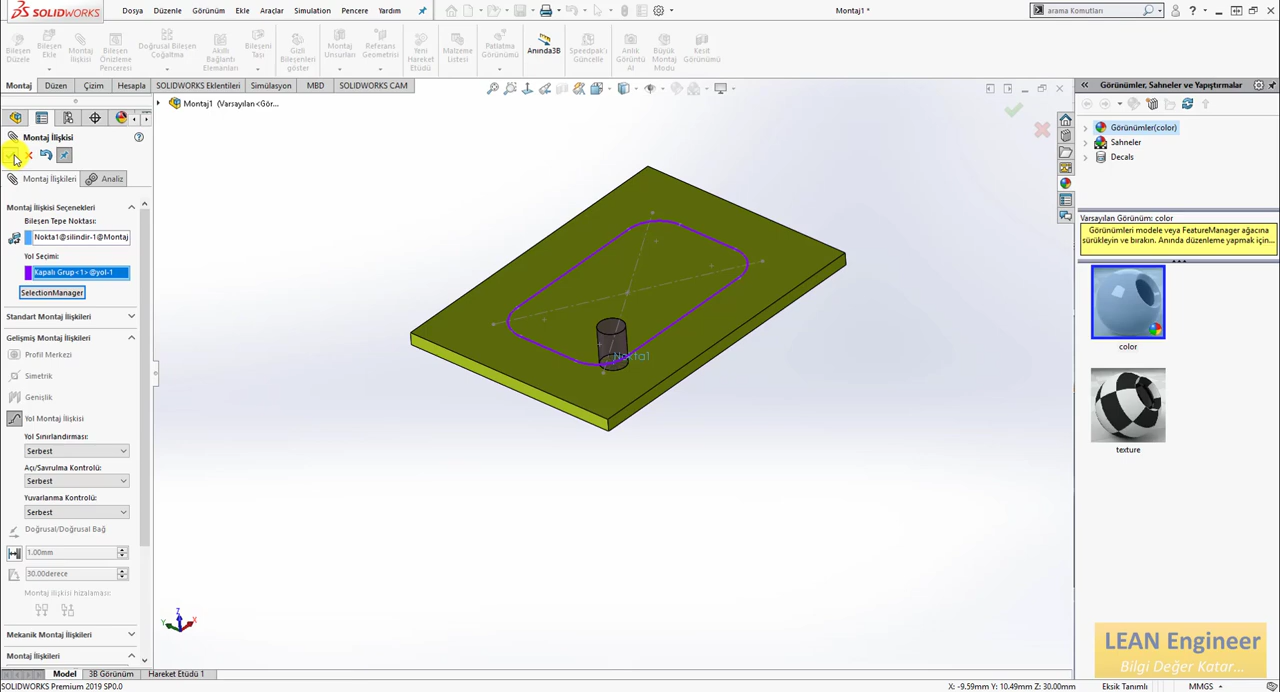 SOLIDWORKS
Dosya Düzenle Görünüm Ekle Araçlar Simulation Pencere Yardım
Montaj1 *
arama Komutları
Bileşen Düzenle
Bileşen Ekle
Montaj İlişkisi
Bileşen Önizleme Penceresi
Doğrusal Bileşen Çoğaltma
Akıllı Bağlantı Elemanları
Bileşeni Taşı
Gizli Bileşenleri göster
Montaj Unsurları
Referans Geometrisi
Yeni Hareket Etüdü
Malzeme Listesi
Patlatma Görünümü
Anında3B
Speedpak'ı Güncelle
Anlık Görüntü Al
Büyük Montaj Modu
Kesit Görünümü
Montaj Düzen Çizim Hesapla SOLIDWORKS Eklentileri Simülasyon MBD SOLIDWORKS CAM
Montaj1 (Varsayılan<Gör...
Montaj İlişkisi
Montaj İlişkileri Analiz
Montaj İlişkisi Seçenekleri
Bileşen Tepe Noktası:
Nokta1@silindir-1@Montaj
Yol Seçimi:
Kapalı Grup<1>@yol-1
SelectionManager
Standart Montaj İlişkileri
Gelişmiş Montaj İlişkileri
Profil Merkezi
Simetrik
Genişlik
Yol Montaj İlişkisi
Yol Sınırlandırması:
Serbest
Açı/Savrulma Kontrolü:
Serbest
Yuvarlanma Kontrolü:
Serbest
Doğrusal/Doğrusal Bağ
1.00mm
30.00derece
Montaj ilişkisi hizalaması:
Mekanik Montaj İlişkileri
Montaj İlişkileri
Nokta1
Z
Y
X
Görünümler, Sahneler ve Yapıştırmalar
Görünümler(color)
Sahneler
Decals
Varsayılan Görünüm: color
Görünümleri modele veya FeatureManager ağacına
sürükleyin ve bırakın. Anında düzenleme yapmak için...
color
texture
LEAN Engineer
Bilgi Değer Katar...
Model 3B Görünüm Hareket Etüdü 1
SOLIDWORKS Premium 2019 SP0.0
X: -9.59mm Y: 10.49mm Z: 30.00mm Eksik Tanımlı MMGS